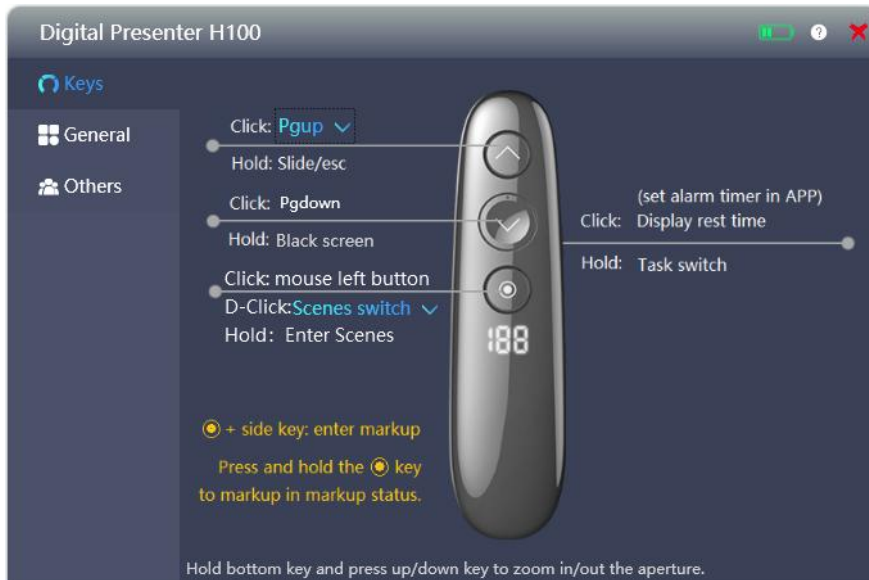 Digital Presenter H100
?
Keys
General
Others
Click: Pgup
Hold: Slide/esc
Click: Pgdown
Hold: Black screen
Click: mouse left button
D-Click:Scenes switch
Hold: Enter Scenes
(set alarm timer in APP)
Click: Display rest time
Hold: Task switch
188
+ side key: enter markup
Press and hold the key
to markup in markup status.
Hold bottom key and press up/down key to zoom in/out the aperture.